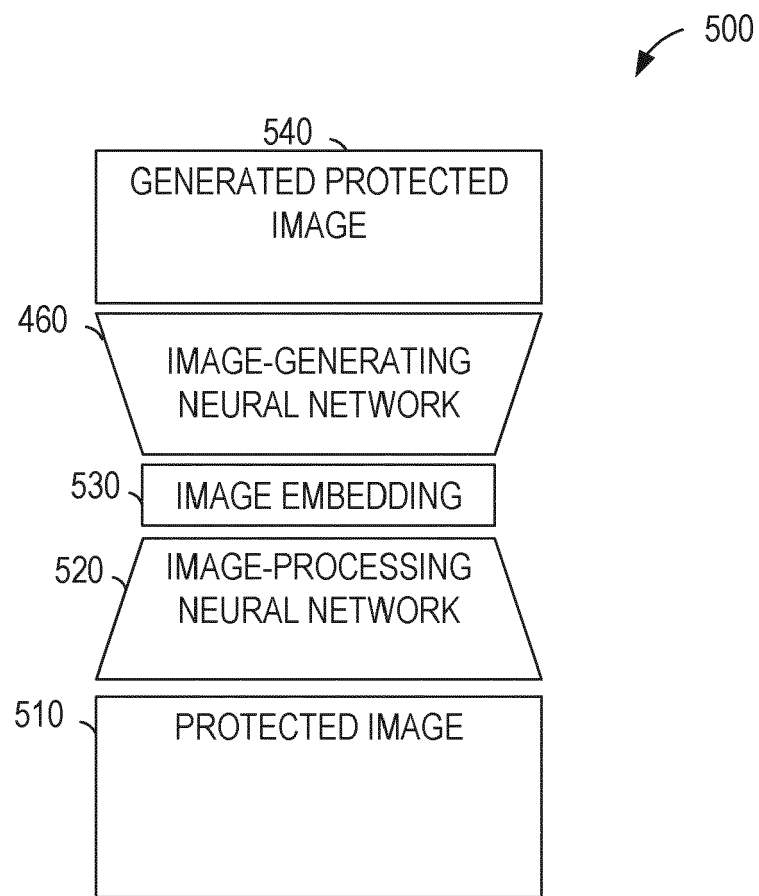 500
540
GENERATED PROTECTED
IMAGE
460
IMAGE-GENERATING
NEURAL NETWORK
530
IMAGE EMBEDDING
520
IMAGE-PROCESSING
NEURAL NETWORK
510
PROTECTED IMAGE